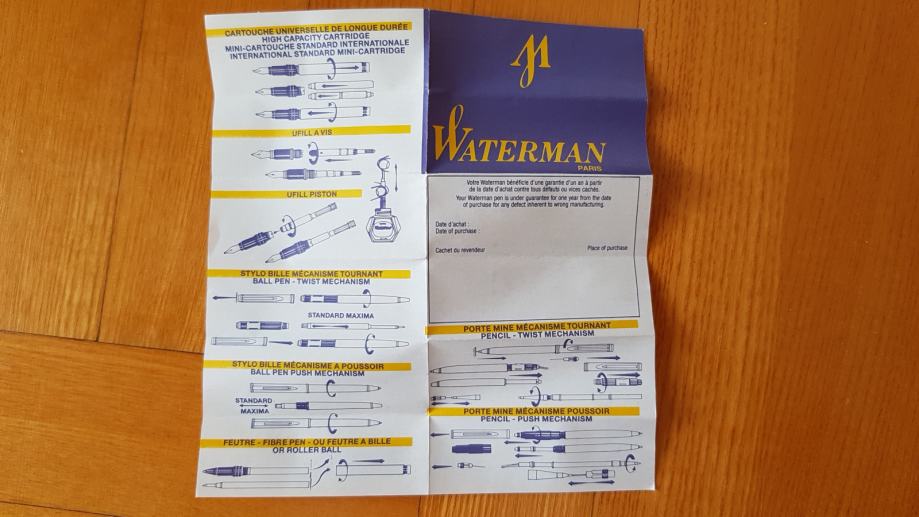 CARTOUCHE UNIVERSELLE DE LONGUE DURÉE
HIGH CAPACITY CARTRIDGE
MINI-CARTOUCHE STANDARD INTERNATIONALE
INTERNATIONAL STANDARD MINI-CARTRIDGE
UFILL A VIS
UFILL PISTON
STYLO BILLE MÉCANISME TOURNANT
BALL PEN - TWIST MECHANISM
STANDARD MAXIMA
STYLO BILLE MÉCANISME A POUSSOIR
BALL PEN PUSH MECHANISM
STANDARD
MAXIMA
FEUTRE - FIBRE PEN - OU FEUTRE A BILLE
OR ROLLER BALL
WATERMAN
PARIS
Votre Waterman bénéficie d'une garantie d'un an à partir
de la date d'achat contre tous défauts ou vices cachés.
Your Waterman pen is under guarantee for one year from the date
of purchase for any defect inherent to wrong manufacturing.
Date d'achat :
Date of purchase :
Cachet du revendeur
Place of purchase
PORTE MINE MÉCANISME TOURNANT
PENCIL - TWIST MECHANISM
PORTE MINE MÉCANISME POUSSOIR
PENCIL - PUSH MECHANISM